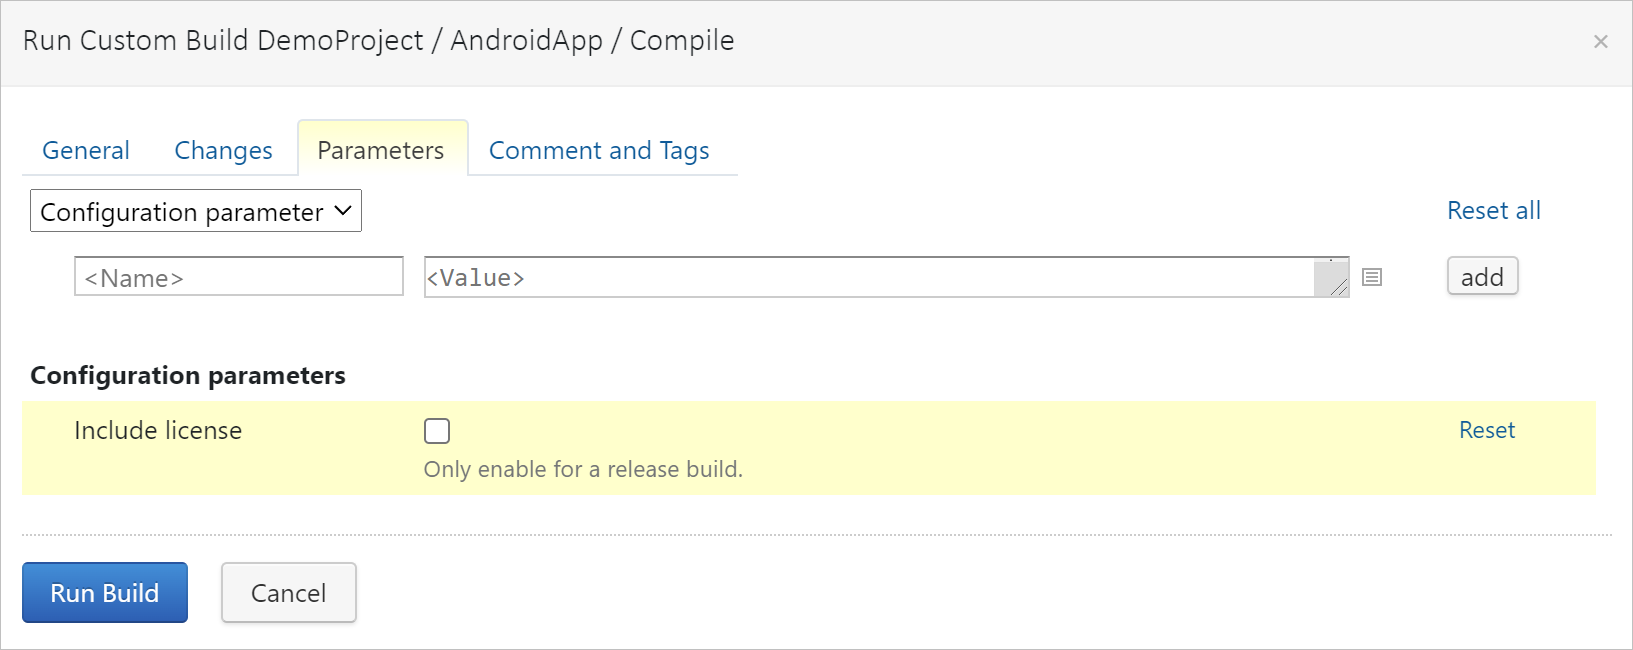 Run Custom Build DemoProject / AndroidApp / Compile
×
General Changes Parameters Comment and Tags
Configuration parameter Reset all
<Name> <Value> add
Configuration parameters
Include license Reset
Only enable for a release build.
Run Build Cancel